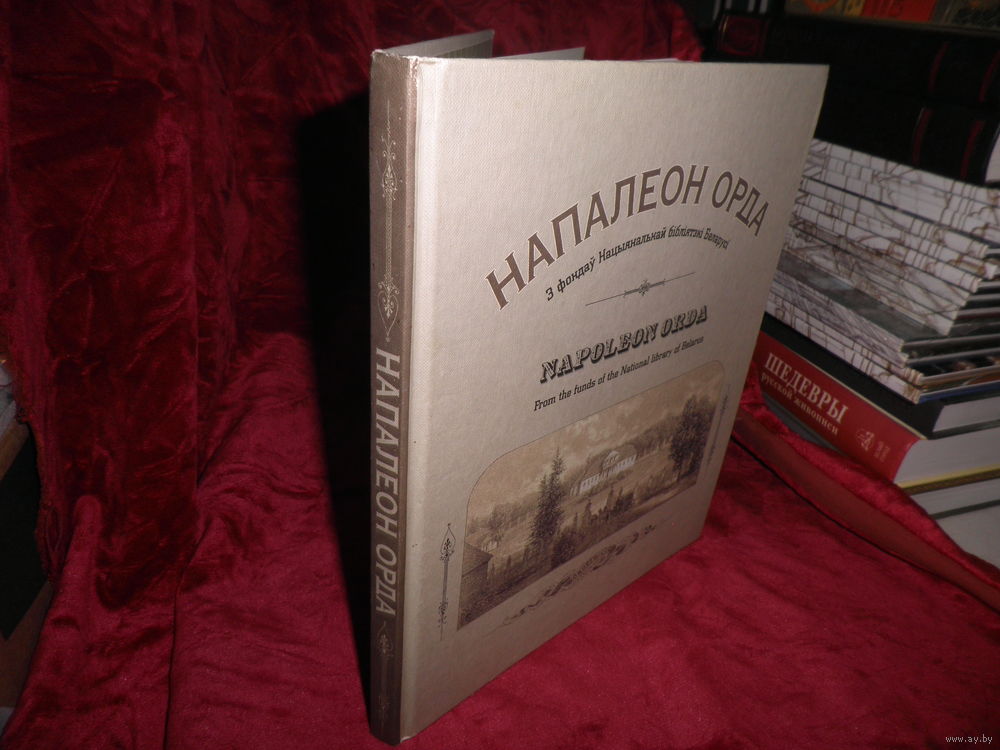 НАПАЛЕОН ОРДА
З фондаў Нацыянальнай бібліятэкі Беларусі
NAPOLEON ORDA
From the funds of the National library of Belarus
НАПАЛЕОН ОРДА
ШЕДЕВРЫ
русской живописи
www.ay.by